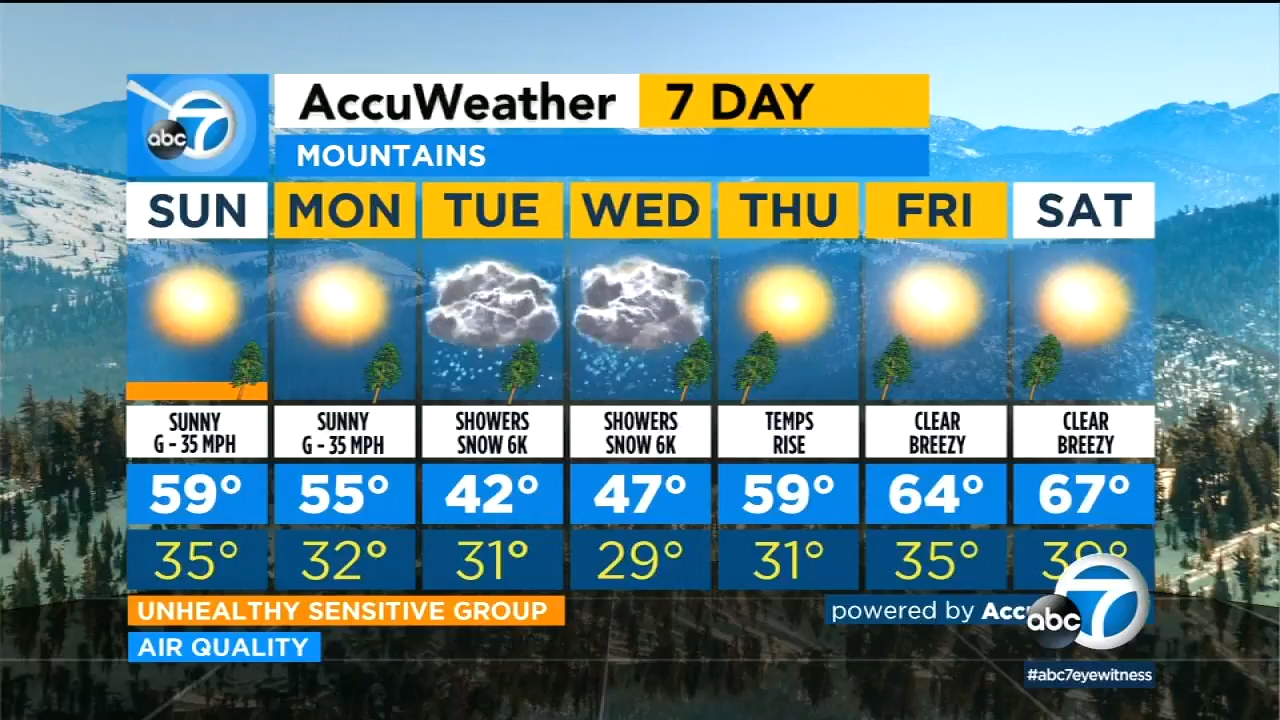 abc 7
AccuWeather 7 DAY
MOUNTAINS
SUN MON TUE WED THU FRI SAT
SUNNY SUNNY SHOWERS SHOWERS TEMPS CLEAR CLEAR
G - 35 MPH G - 35 MPH SNOW 6K SNOW 6K RISE BREEZY BREEZY
59° 55° 42° 47° 59° 64° 67°
35° 32° 31° 29° 31° 35°
UNHEALTHY SENSITIVE GROUP
powered by
abc 7
AIR QUALITY
#abc7eyewitness